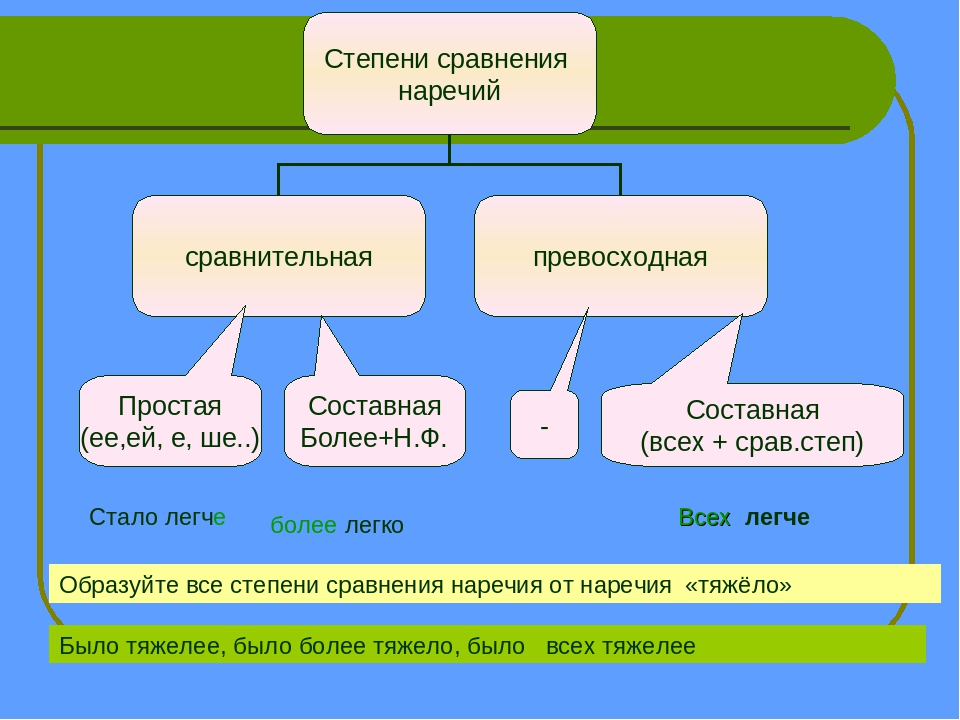 Степени сравнения
наречий
сравнительная
превосходная
Простая
(ее,ей, е, ше..)
Составная
Более+Н.Ф.
-
Составная
(всех + срав.степ)
Стало легче
более легко
Всех легче
Образуйте все степени сравнения наречия от наречия «тяжёло»
Было тяжелее, было более тяжело, было всех тяжелее